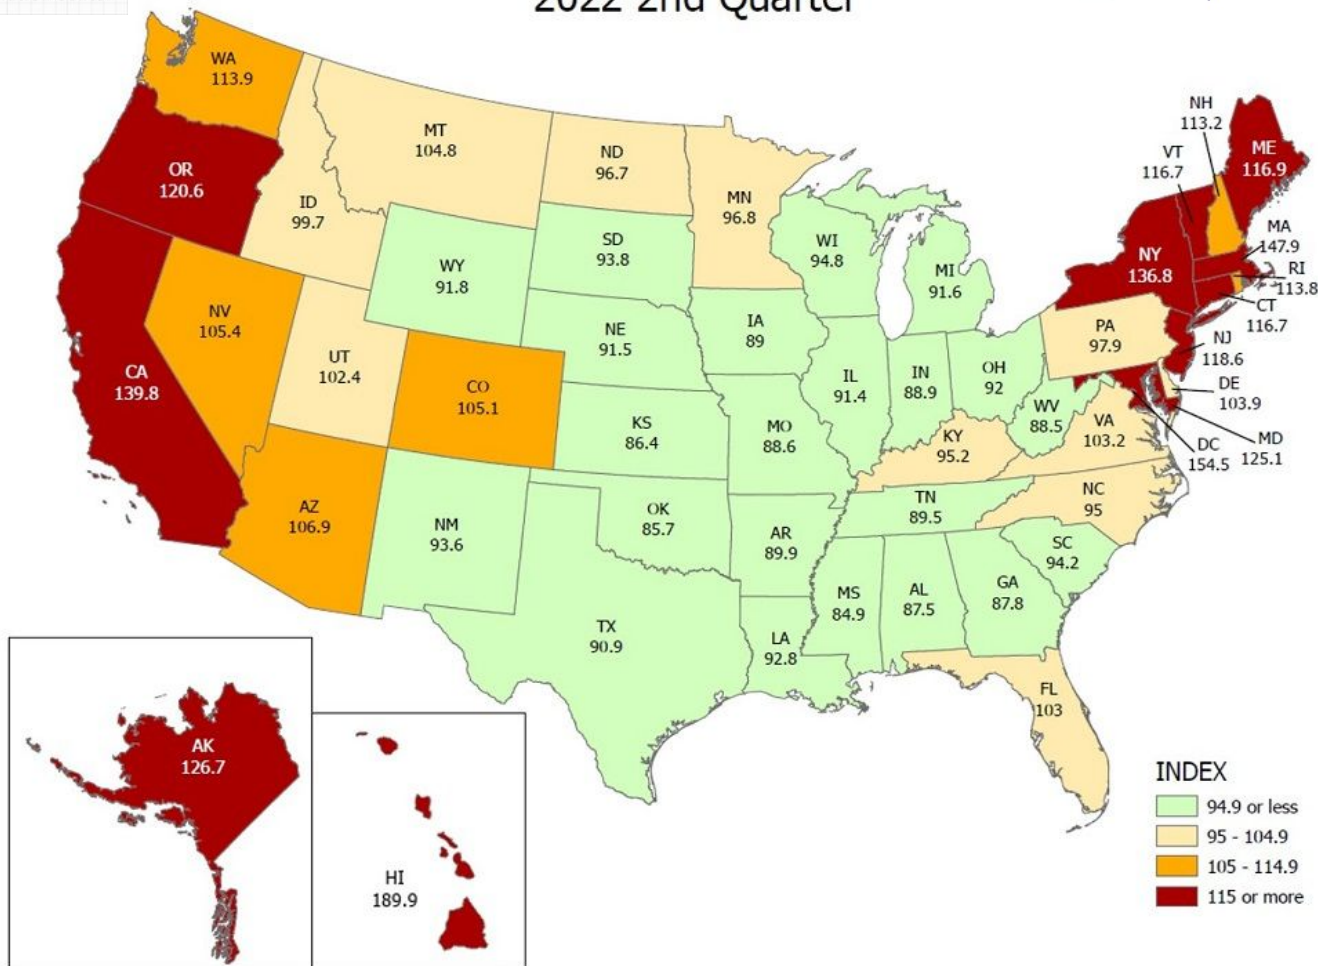 2022 2nd Quarter
WA
113.9
OR
120.6
CA
139.8
NV
105.4
ID
99.7
MT
104.8
WY
91.8
UT
102.4
CO
105.1
AZ
106.9
NM
93.6
ND
96.7
SD
93.8
NE
91.5
KS
86.4
OK
85.7
TX
90.9
MN
96.8
IA
89
MO
88.6
AR
89.9
LA
92.8
WI
94.8
IL
91.4
MI
91.6
IN
88.9
OH
92
KY
95.2
TN
89.5
MS
84.9
AL
87.5
GA
87.8
FL
103
SC
94.2
NC
95
VA
103.2
WV
88.5
PA
97.9
NY
136.8
VT
116.7
NH
113.2
ME
116.9
MA
147.9
RI
113.8
CT
116.7
NJ
118.6
DE
103.9
MD
125.1
DC
154.5
AK
126.7
HI
189.9
INDEX
94.9 or less
95 - 104.9
105 - 114.9
115 or more